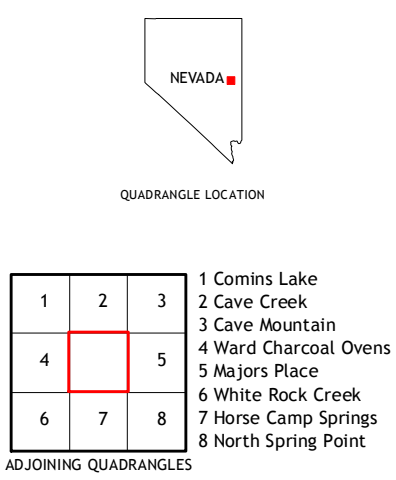 NEVADA
QUADRANGLE LOCATION
1 2 3
4 5
6 7 8
1 Comins Lake
2 Cave Creek
3 Cave Mountain
4 Ward Charcoal Ovens
5 Majors Place
6 White Rock Creek
7 Horse Camp Springs
8 North Spring Point
ADJOINING QUADRANGLES